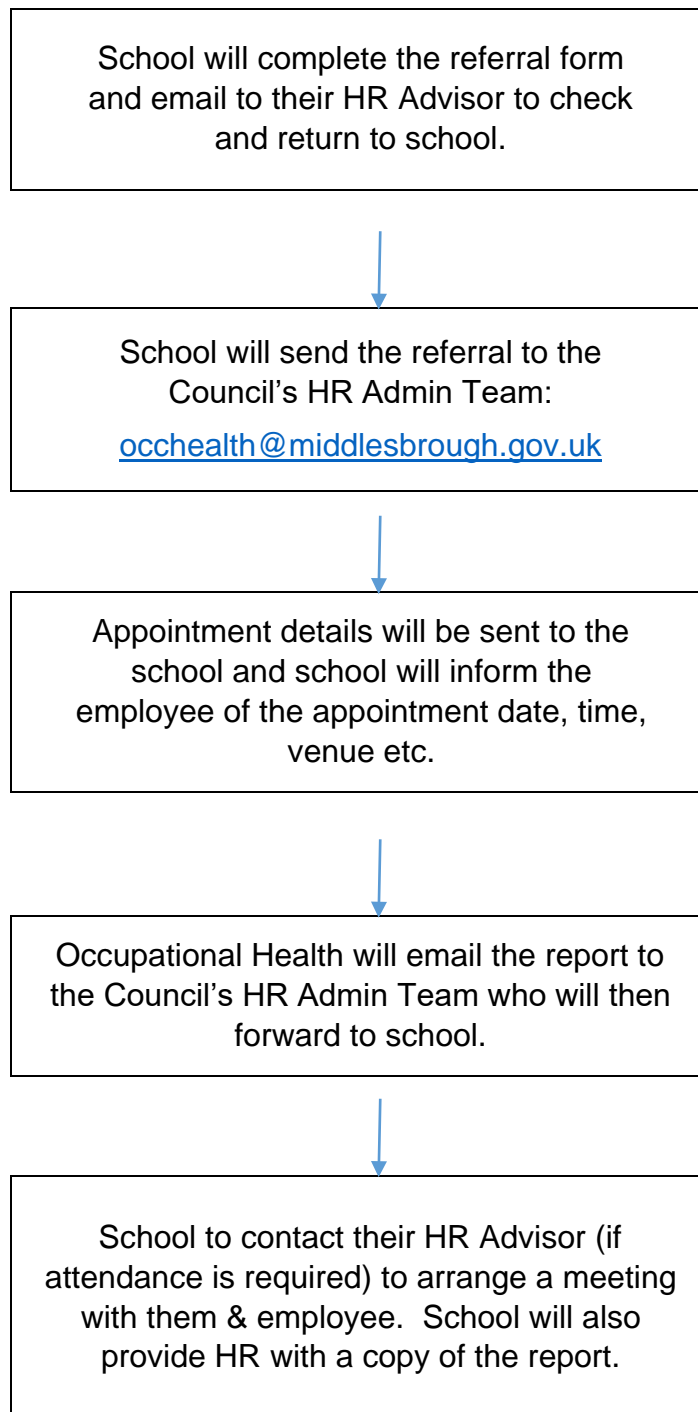 School will complete the referral form
and email to their HR Advisor to check
and return to school.
School will send the referral to the
Council's HR Admin Team:
occhealth@middlesbrough.gov.uk
Appointment details will be sent to the
school and school will inform the
employee of the appointment date, time,
venue etc.
Occupational Health will email the report to
the Council's HR Admin Team who will then
forward to school.
School to contact their HR Advisor (if
attendance is required) to arrange a meeting
with them & employee.  School will also
provide HR with a copy of the report.